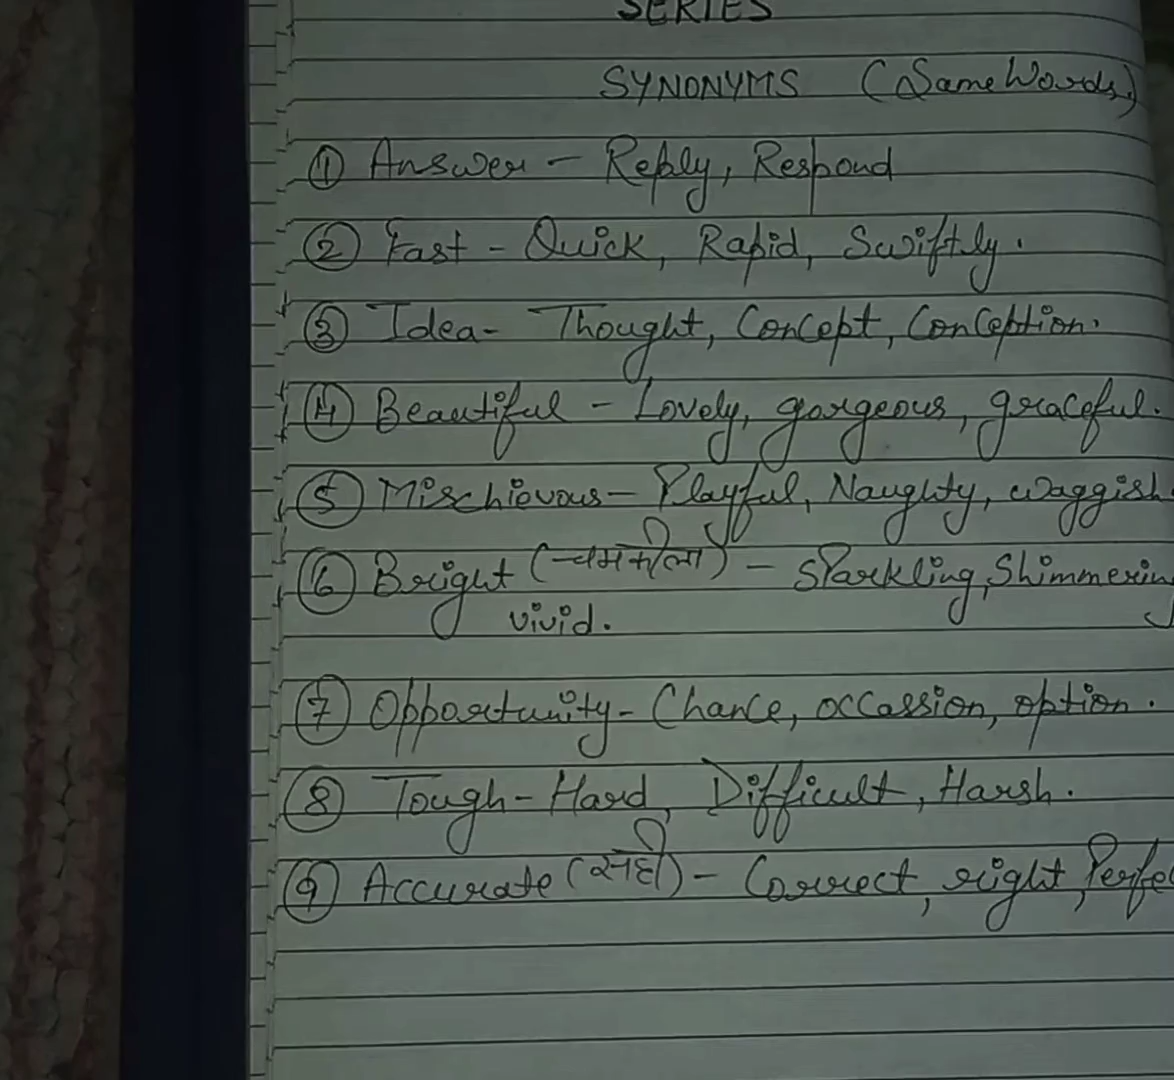 SERIES
SYNONYMS (Same Words)
① Answer - Reply, Respond
② Fast - Quick, Rapid, Swiftly.
③ Idea - Thought, Concept, Conception.
④ Beautiful - Lovely, gorgeous, graceful.
⑤ Mischievous - Playful, Naughty, waggish
⑥ Bright (चमकीला) - Sparkling, Shimmering
vivid.
⑦ Opportunity - Chance, occassion, option.
⑧ Tough - Hard, Difficult, Harsh.
⑨ Accurate (सही) - Correct, right, Perfe